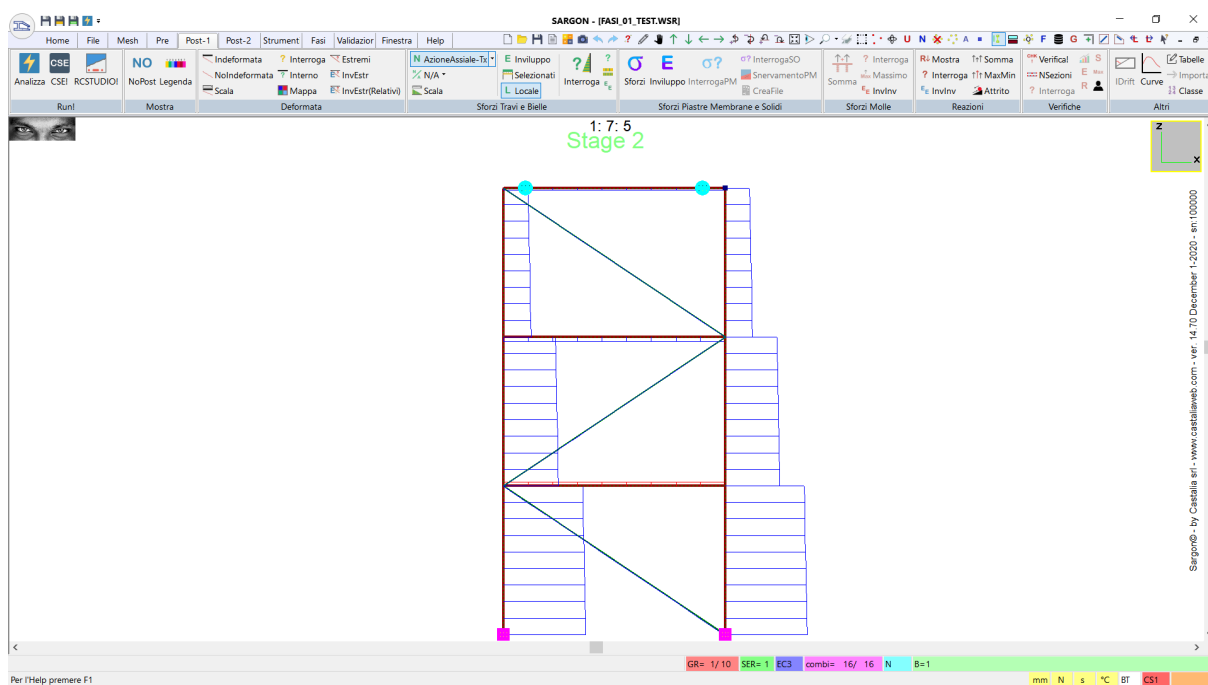 SARGON - [FASI_01_TEST.WSR]
Home File Mesh Pre Post-1 Post-2 Strument Fasi Validazior Finestra Help
Analizza CSE! RCSTUDIO!
Run!
NO
NoPost Legenda
Mostra
Indeformata ? Interroga Estremi
NoIndeformata ? Interno InvEstr
Scala Mappa InvEstr(Relativi)
Deformata
N AzioneAssiale-Tx E Inviluppo
% N/A Selezionati
Scala L Locale
Interroga
Sforzi Travi e Bielle
σ E σ? σ? InterrogaSO
Sforzi Inviluppo InterrogaPM SnervamentoPM
CreaFile
Sforzi Piastre Membrane e Solidi
Somma ? Interroga
Massimo
InvInv
Sforzi Molle
Mostra Somma
? Interroga MaxMin
InvInv Attrito
Reazioni
Verifical S
NSezioni E Max
? Interroga R
Verifiche
IDrift Curve Tabelle
Importa
Classe
Altri
1: 7: 5
Stage 2
Z
X
Sargon© - by Castalia srl - www.castaliaweb.com - ver. 14.70 December 1-2020 - sn:100000
GR= 1/ 10 SER= 1 EC3 combi= 16/ 16 N B=1
Per l'Help premere F1
mm N s °C BT CS1